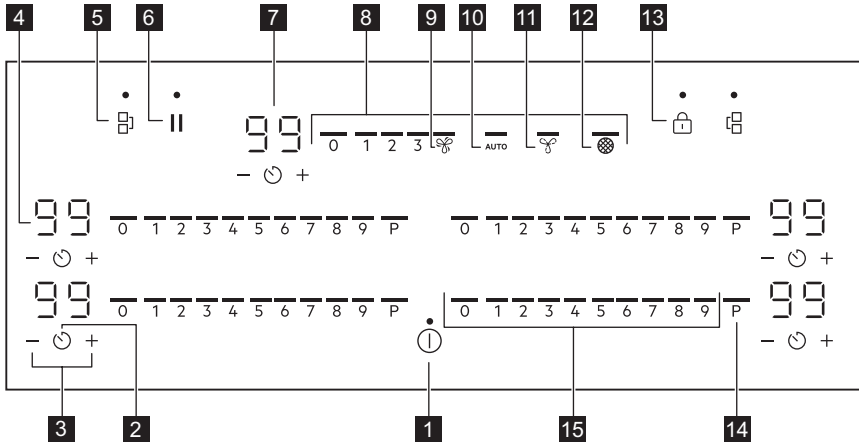 4 5 6 7 8 9 10 11 12 13
99 0 1 2 3 AUTO
− +
99 0 1 2 3 4 5 6 7 8 9 P 0 1 2 3 4 5 6 7 8 9 P 99
− + − +
99 0 1 2 3 4 5 6 7 8 9 P 0 1 2 3 4 5 6 7 8 9 P 99
− + − +
3 2 1 15 14